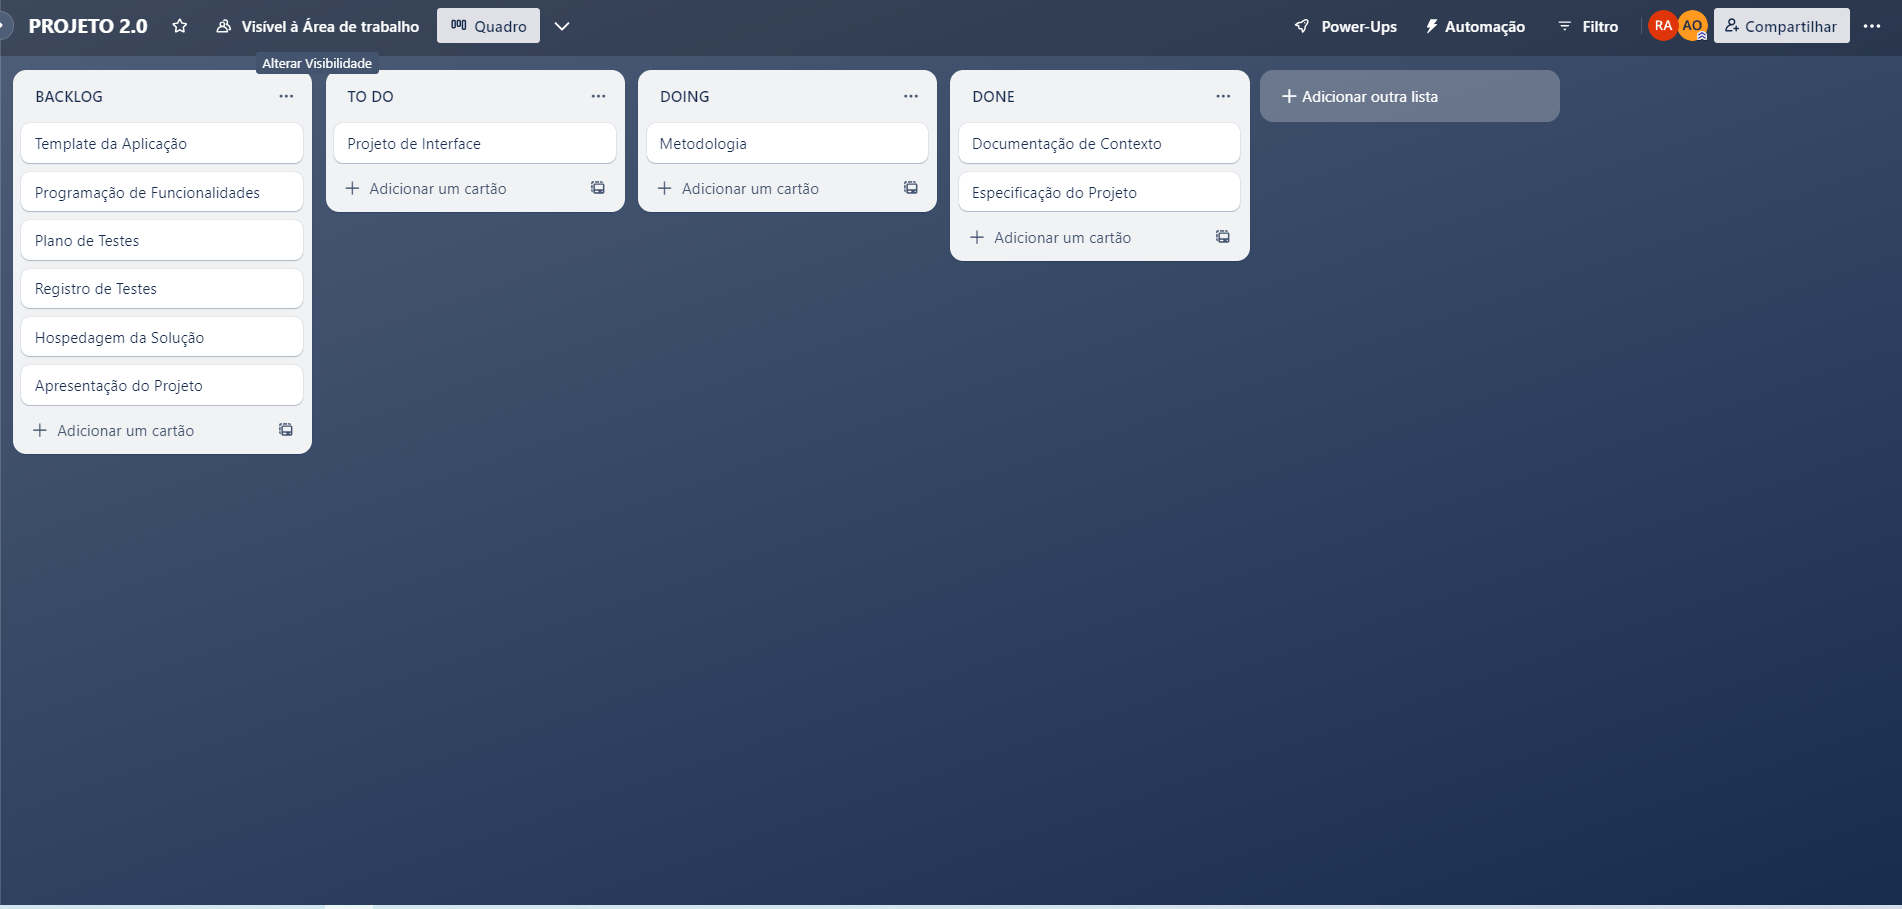 PROJETO 2.0
Visível à Área de trabalho
Quadro
Power-Ups
Automação
Filtro
RA
AO
Compartilhar
Alterar Visibilidade
BACKLOG
Template da Aplicação
Programação de Funcionalidades
Plano de Testes
Registro de Testes
Hospedagem da Solução
Apresentação do Projeto
Adicionar um cartão
TO DO
Projeto de Interface
Adicionar um cartão
DOING
Metodologia
Adicionar um cartão
DONE
Documentação de Contexto
Especificação do Projeto
Adicionar um cartão
Adicionar outra lista